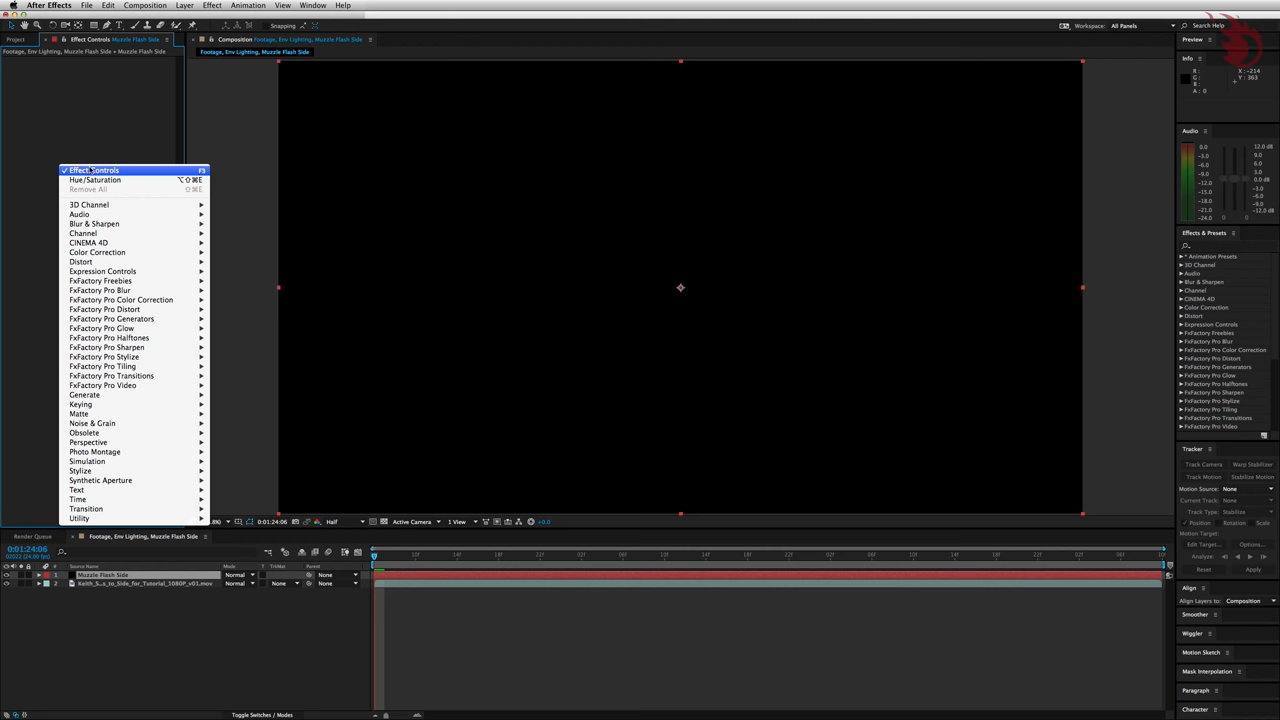 After Effects File Edit Composition Layer Effect Animation View Window Help
Snapping
Workspace: All Panels
Search Help
Project
Effect Controls Muzzle Flash Side
Footage, Env Lighting, Muzzle Flash Side • Muzzle Flash Side
Composition Footage, Env Lighting, Muzzle Flash Side
Footage, Env Lighting, Muzzle Flash Side
Effect Controls F3
Hue/Saturation ⌥⇧⌘E
Remove All ⇧⌘E
3D Channel
Audio
Blur & Sharpen
Channel
CINEMA 4D
Color Correction
Distort
Expression Controls
FxFactory Freebies
FxFactory Pro Blur
FxFactory Pro Color Correction
FxFactory Pro Distort
FxFactory Pro Generators
FxFactory Pro Glow
FxFactory Pro Halftones
FxFactory Pro Sharpen
FxFactory Pro Stylize
FxFactory Pro Tiling
FxFactory Pro Transitions
FxFactory Pro Video
Generate
Keying
Matte
Noise & Grain
Obsolete
Perspective
Photo Montage
Simulation
Stylize
Synthetic Aperture
Text
Time
Transition
Utility
0:01:24:06
Half
Active Camera
1 View
+0.0
Preview
Info
R: X: -214
G: Y: 363
B:
A: 0
Audio
0.0 12.0 dB
-3.0 9.0
-6.0 6.0
-9.0 3.0
-12.0 0.0 dB
-15.0 -3.0
-18.0 -6.0
-21.0 -9.0
-24.0 -12.0 dB
Effects & Presets
* Animation Presets
3D Channel
Audio
Blur & Sharpen
Channel
CINEMA 4D
Color Correction
Distort
Expression Controls
FxFactory Freebies
FxFactory Pro Blur
FxFactory Pro Color Correction
FxFactory Pro Distort
FxFactory Pro Generators
FxFactory Pro Glow
FxFactory Pro Halftones
FxFactory Pro Sharpen
FxFactory Pro Stylize
FxFactory Pro Tiling
FxFactory Pro Transitions
FxFactory Pro Video
Tracker
Track Camera Warp Stabilizer
Track Motion Stabilize Motion
Motion Source: None
Current Track: None
Track Type: Stabilize
Position Rotation Scale
Motion Target:
Edit Target... Options...
Analyze:
Reset Apply
Align
Align Layers to: Composition
Smoother
Wiggler
Motion Sketch
Mask Interpolation
Paragraph
Character
Render Queue
Footage, Env Lighting, Muzzle Flash Side
0:01:24:06
02022 (24.00 fps)
# Source Name Mode T TrkMat Parent
1 Muzzle Flash Side Normal None
2 Keith_S...s_to_Side_for_Tutorial_1080P_v01.mov Normal None None
Toggle Switches / Modes